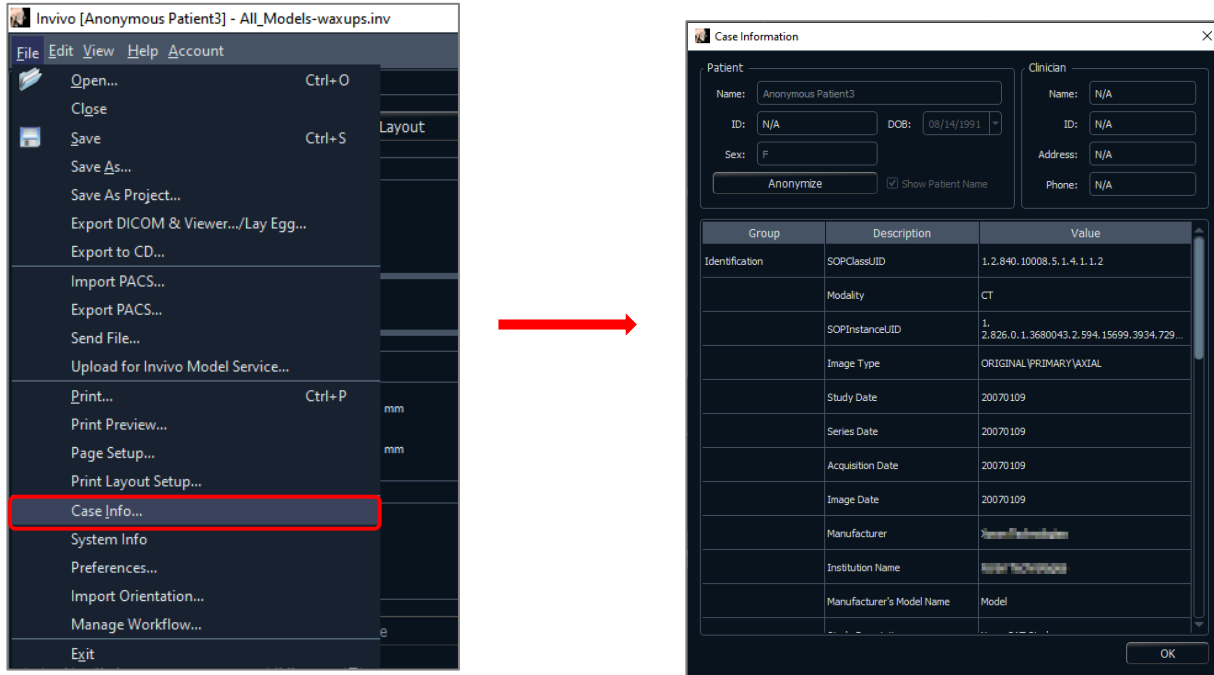 Invivo [Anonymous Patient3] - All_Models-waxups.inv
File Edit View Help Account
Open... Ctrl+O
Close
Save Ctrl+S
Layout
Save As...
Save As Project...
Export DICOM & Viewer.../Lay Egg...
Export to CD...
Import PACS...
Export PACS...
Send File...
Upload for Invivo Model Service...
Print... Ctrl+P
mm
Print Preview...
Page Setup...
mm
Print Layout Setup...
Case Info...
System Info
Preferences...
Import Orientation...
Manage Workflow...
e
Exit
Case Information
Patient
Name: Anonymous Patient3
ID: N/A DOB: 08/14/1991
Sex: F
Anonymize Show Patient Name
Clinician
Name: N/A
ID: N/A
Address: N/A
Phone: N/A
Group Description Value
Identification SOPClassUID 1.2.840.10008.5.1.4.1.1.2
Modality CT
SOPInstanceUID 1.
2.826.0.1.3680043.2.594.15699.3934.729...
Image Type ORIGINAL\PRIMARY\AXIAL
Study Date 20070109
Series Date 20070109
Acquisition Date 20070109
Image Date 20070109
Manufacturer
Institution Name
Manufacturer's Model Name Model
OK